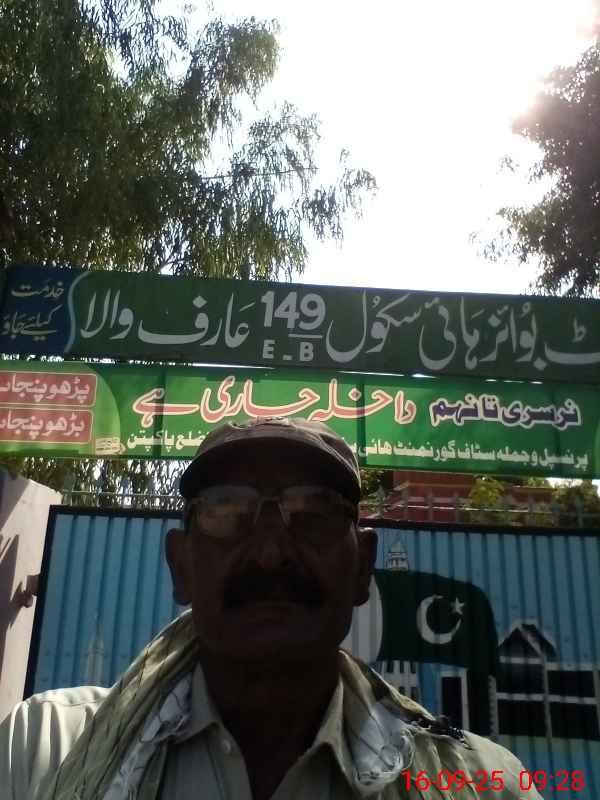 خدمت
کیلئے جاؤ
ٹ بوائز ہائی سکول 149 عارف والا
E-B
پڑھو پنجاب
بڑھو پنجاب
نرسری تا نہم داخلہ جاری ہے
پرنسپل و جملہ سٹاف گورنمنٹ ہائی ضلع پاکپتن
16-09-25 09:28